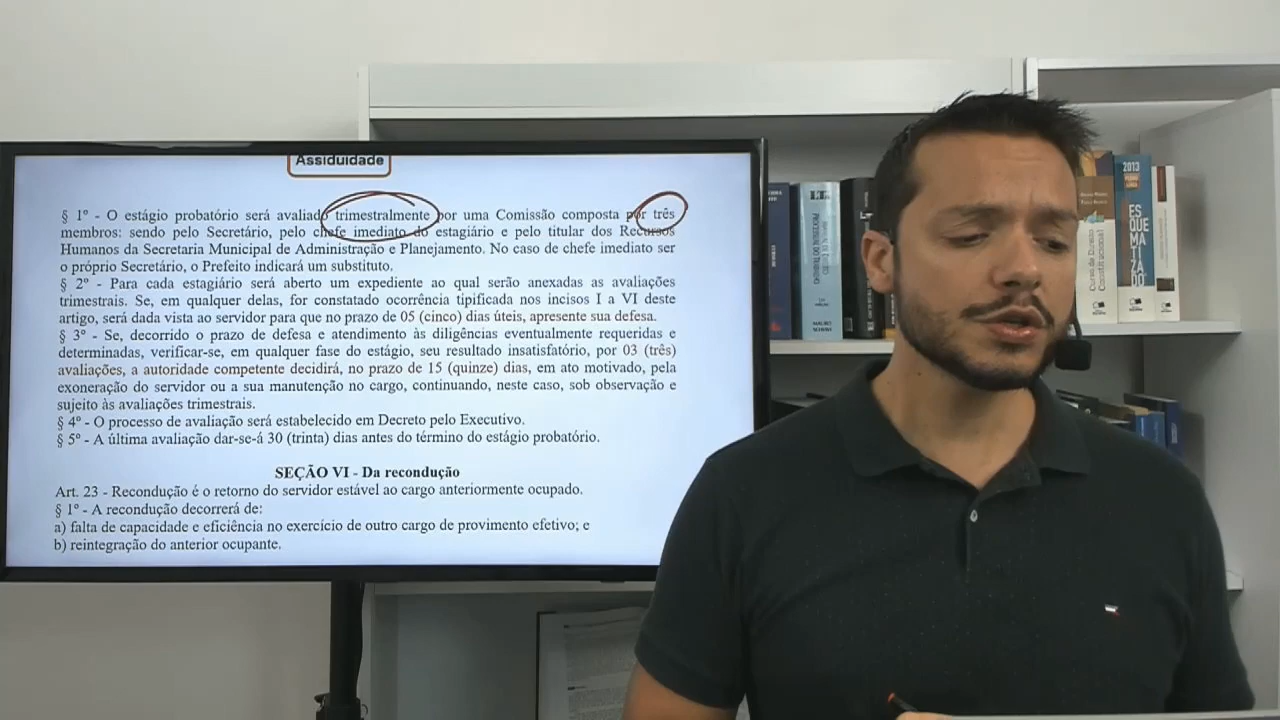 Assiduidade
§ 1º - O estágio probatório será avaliado trimestralmente por uma Comissão composta por três
membros: sendo pelo Secretário, pelo chefe imediato do estagiário e pelo titular dos Recursos
Humanos da Secretaria Municipal de Administração e Planejamento. No caso de chefe imediato ser
o próprio Secretário, o Prefeito indicará um substituto.
§ 2º - Para cada estagiário será aberto um expediente ao qual serão anexadas as avaliações
trimestrais. Se, em qualquer delas, for constatado ocorrência tipificada nos incisos I a VI deste
artigo, será dada vista ao servidor para que no prazo de 05 (cinco) dias úteis, apresente sua defesa.
§ 3º - Se, decorrido o prazo de defesa e atendimento às diligências eventualmente requeridas e
determinadas, verificar-se, em qualquer fase do estágio, seu resultado insatisfatório, por 03 (três)
avaliações, a autoridade competente decidirá, no prazo de 15 (quinze) dias, em ato motivado, pela
exoneração do servidor ou a sua manutenção no cargo, continuando, neste caso, sob observação e
sujeito às avaliações trimestrais.
§ 4º - O processo de avaliação será estabelecido em Decreto pelo Executivo.
§ 5º - A última avaliação dar-se-á 30 (trinta) dias antes do término do estágio probatório.
SEÇÃO VI - Da recondução
Art. 23 - Recondução é o retorno do servidor estável ao cargo anteriormente ocupado.
§ 1º - A recondução decorrerá de:
a) falta de capacidade e eficiência no exercício de outro cargo de provimento efetivo; e
b) reintegração do anterior ocupante.
LTr
2013
ESQUEMATIZADO
Curso de Direito Constitucional